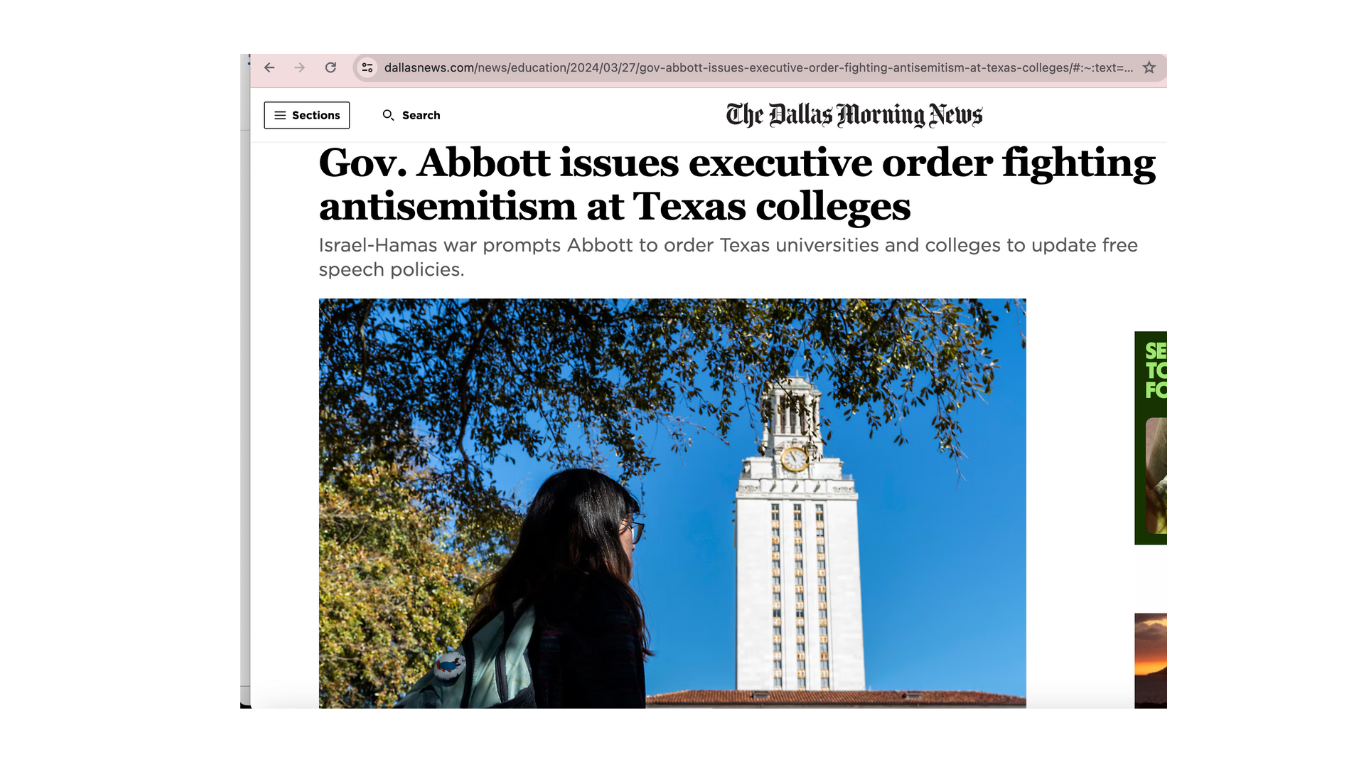 dallasnews.com/news/education/2024/03/27/gov-abbott-issues-executive-order-fighting-antisemitism-at-texas-colleges/#:~:text=...
Sections
Search
The Dallas Morning News
Gov. Abbott issues executive order fighting
antisemitism at Texas colleges
Israel-Hamas war prompts Abbott to order Texas universities and colleges to update free
speech policies.
SE
TO
FO